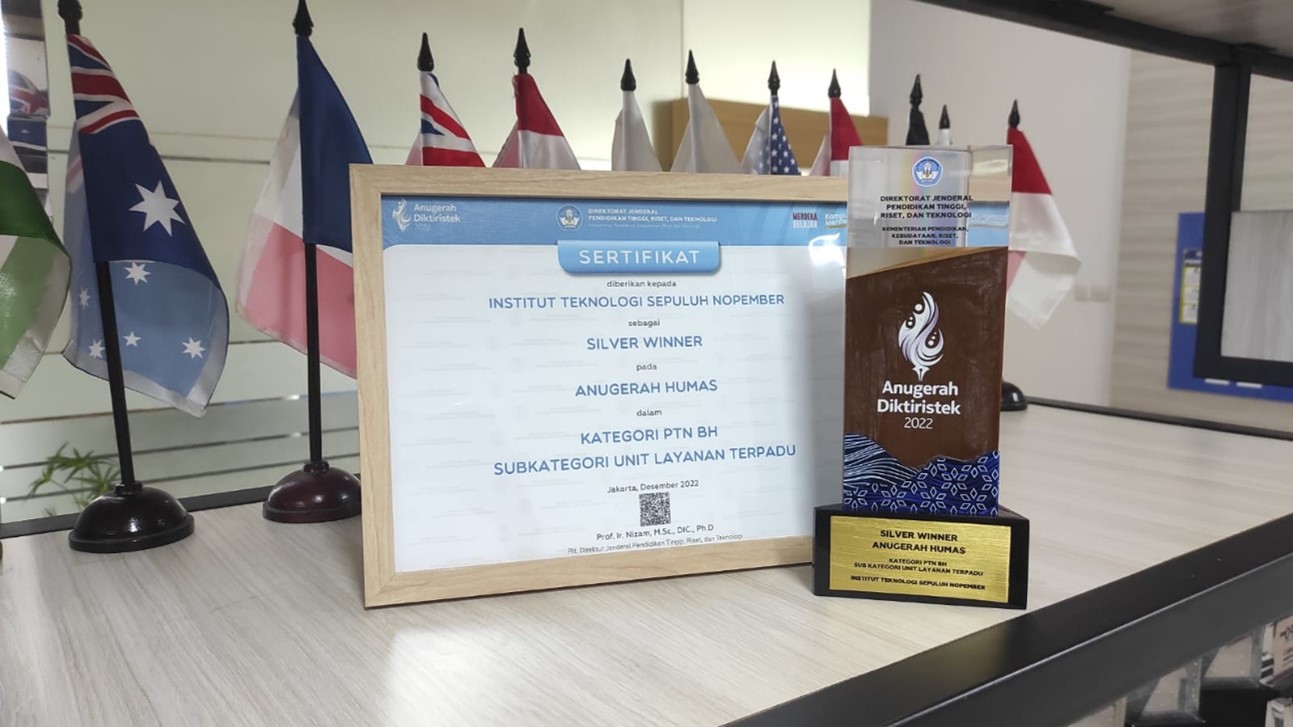 Anugerah
Diktiristek
2022
DIREKTORAT JENDERAL
PENDIDIKAN TINGGI, RISET, DAN TEKNOLOGI
MERDEKA
BELAJAR
SERTIFIKAT
diberikan kepada
INSTITUT TEKNOLOGI SEPULUH NOPEMBER
sebagai
SILVER WINNER
pada
ANUGERAH HUMAS
dalam
KATEGORI PTN BH
SUBKATEGORI UNIT LAYANAN TERPADU
Jakarta, Desember 2022
Prof. Ir. Nizam, M.Sc., DIC., Ph.D
Plt. Direktur Jenderal Pendidikan Tinggi, Riset, dan Teknologi
DIREKTORAT JENDERAL
PENDIDIKAN TINGGI,
RISET, DAN TEKNOLOGI
KEMENTERIAN PENDIDIKAN,
KEBUDAYAAN, RISET,
DAN TEKNOLOGI
Anugerah
Diktiristek
2022
SILVER WINNER
ANUGERAH HUMAS
KATEGORI PTN BH
SUB KATEGORI UNIT LAYANAN TERPADU
INSTITUT TEKNOLOGI SEPULUH NOPEMBER